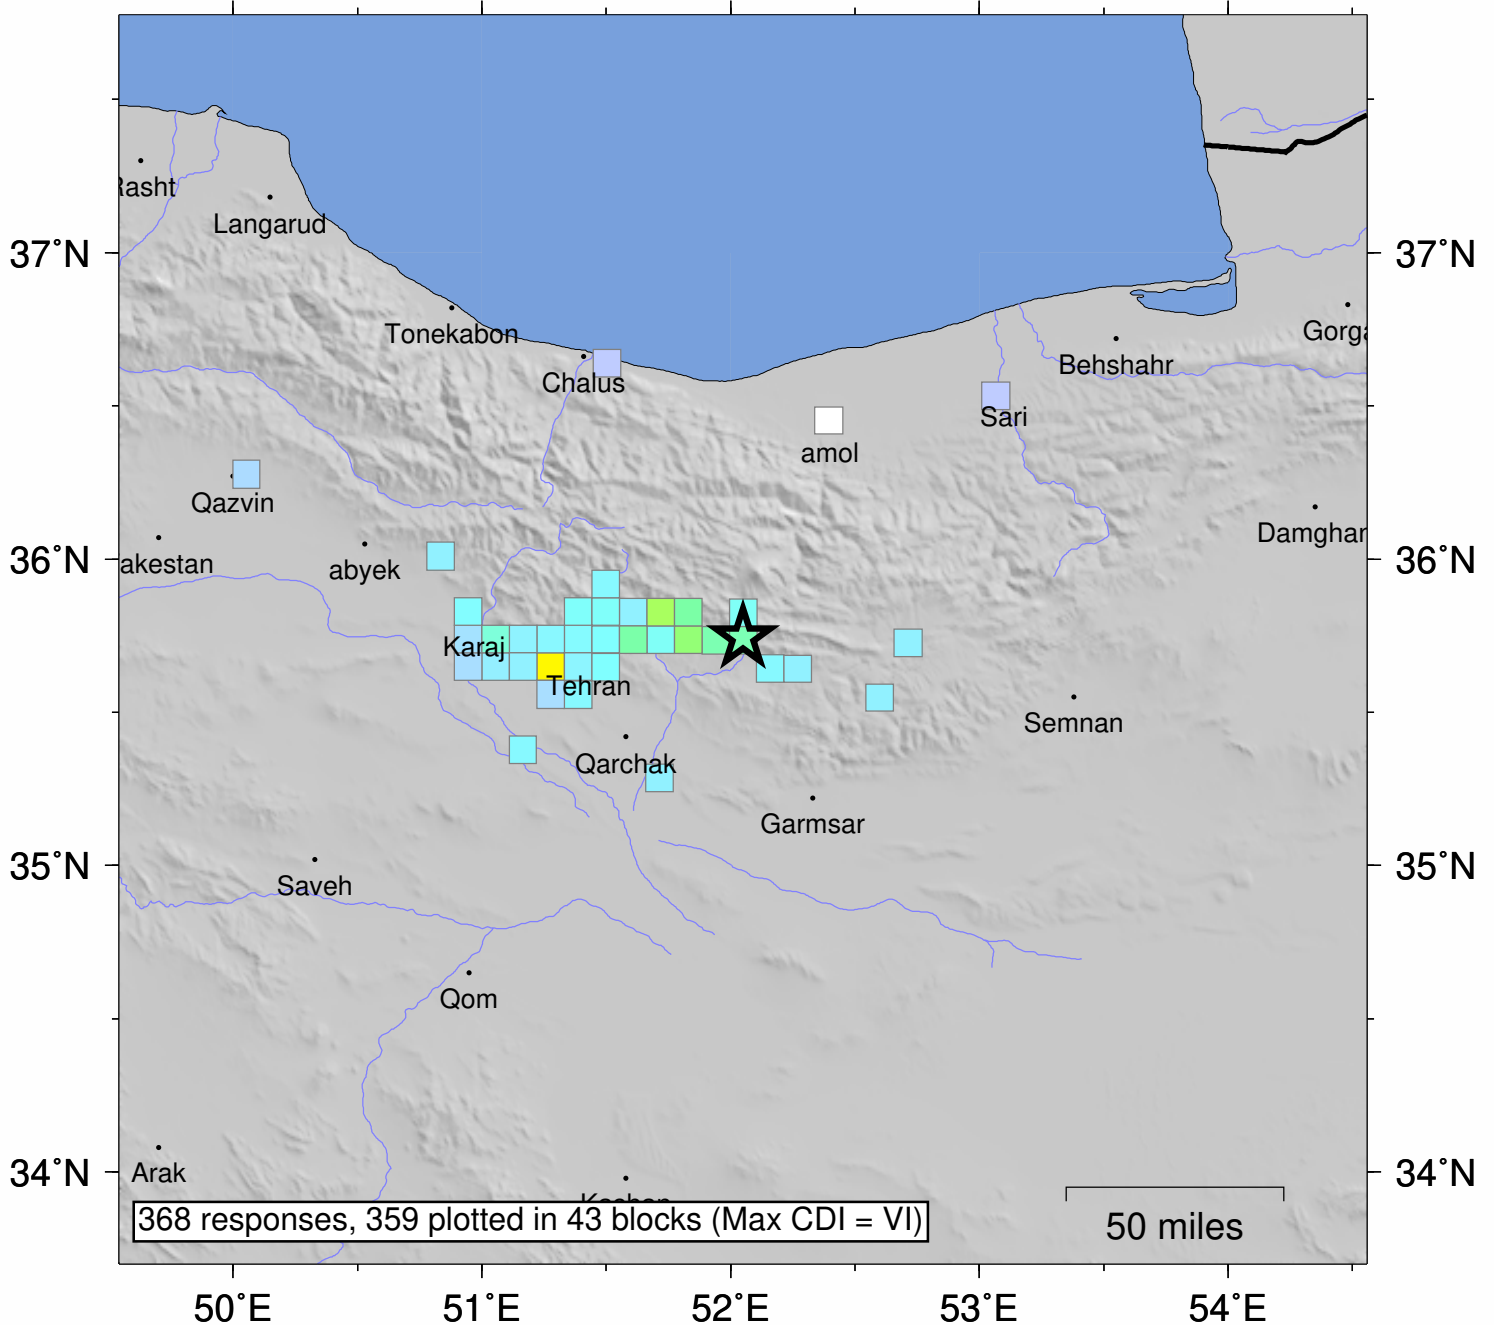 Rasht
Langarud
37°N
37°N
Tonekabon
Gorga
Behshahr
Chalus
Sari
amol
Qazvin
Damghan
36°N
36°N
akestan
abyek
Karaj
Tehran
Semnan
Qarchak
Garmsar
35°N
35°N
Saveh
Qom
34°N
34°N
Arak
Kashan
368 responses, 359 plotted in 43 blocks (Max CDI = VI)
50 miles
50°E
51°E
52°E
53°E
54°E